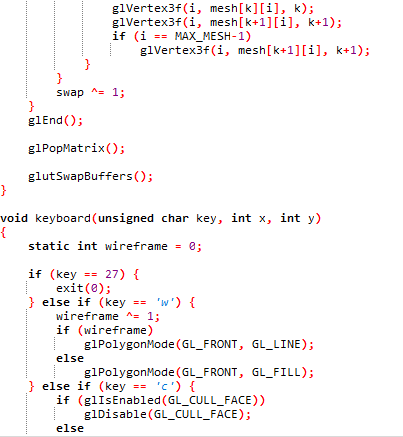 glVertex3f(i, mesh[k][i], k);
glVertex3f(i, mesh[k+1][i], k+1);
if (i == MAX_MESH-1)
glVertex3f(i, mesh[k+1][i], k+1);
}
}
swap ^= 1;
}
glEnd();
glPopMatrix();
glutSwapBuffers();
}
void keyboard(unsigned char key, int x, int y)
{
static int wireframe = 0;
if (key == 27) {
exit(0);
} else if (key == 'w') {
wireframe ^= 1;
if (wireframe)
glPolygonMode(GL_FRONT, GL_LINE);
else
glPolygonMode(GL_FRONT, GL_FILL);
} else if (key == 'c') {
if (glIsEnabled(GL_CULL_FACE))
glDisable(GL_CULL_FACE);
else